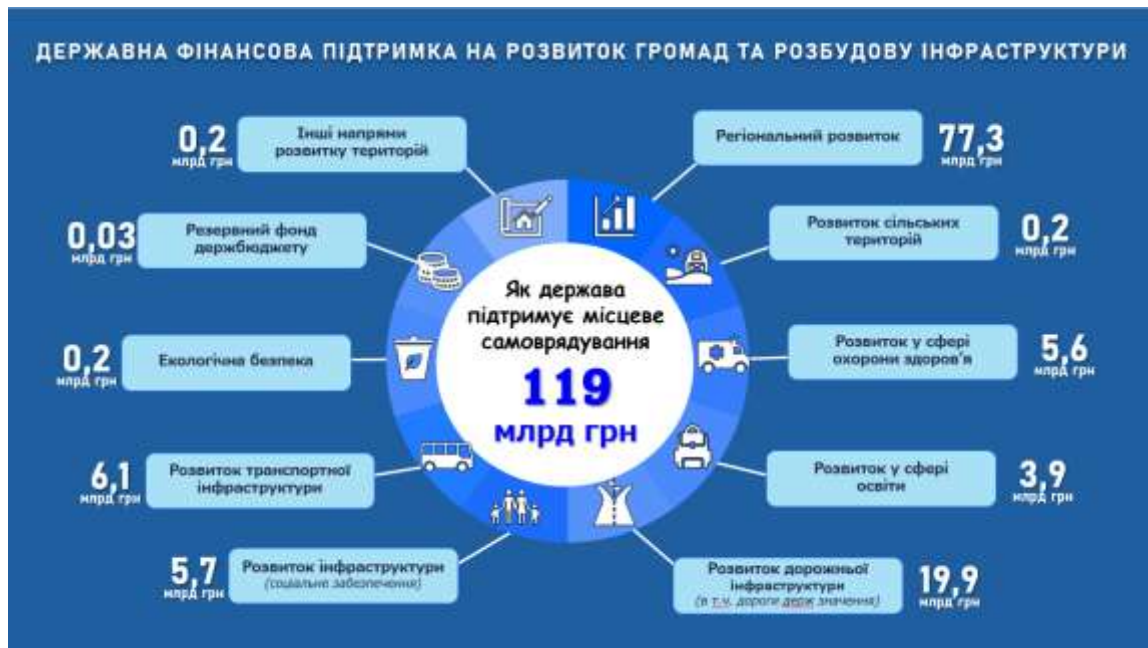 ДЕРЖАВНА ФІНАНСОВА ПІДТРИМКА НА РОЗВИТОК ГРОМАД ТА РОЗБУДОВУ ІНФРАСТРУКТУРИ
0,2
млрд грн
Інші напрями
розвитку територій
Регіональний розвиток
77,3
млрд грн
0,03
млрд грн
Резервний фонд
держбюджету
Розвиток сільських
територій
0,2
млрд грн
Як держава
підтримує місцеве
самоврядування
119
млрд грн
0,2
млрд грн
Екологічна безпека
Розвиток у сфері
охорони здоров'я
5,6
млрд грн
6,1
млрд грн
Розвиток транспортної
інфраструктури
Розвиток у сфері
освіти
3,9
млрд грн
5,7
млрд грн
Розвиток інфраструктури
(соціальне забезпечення)
Розвиток дорожньої
інфраструктури
(в т.ч. дороги держ значення)
19,9
млрд грн